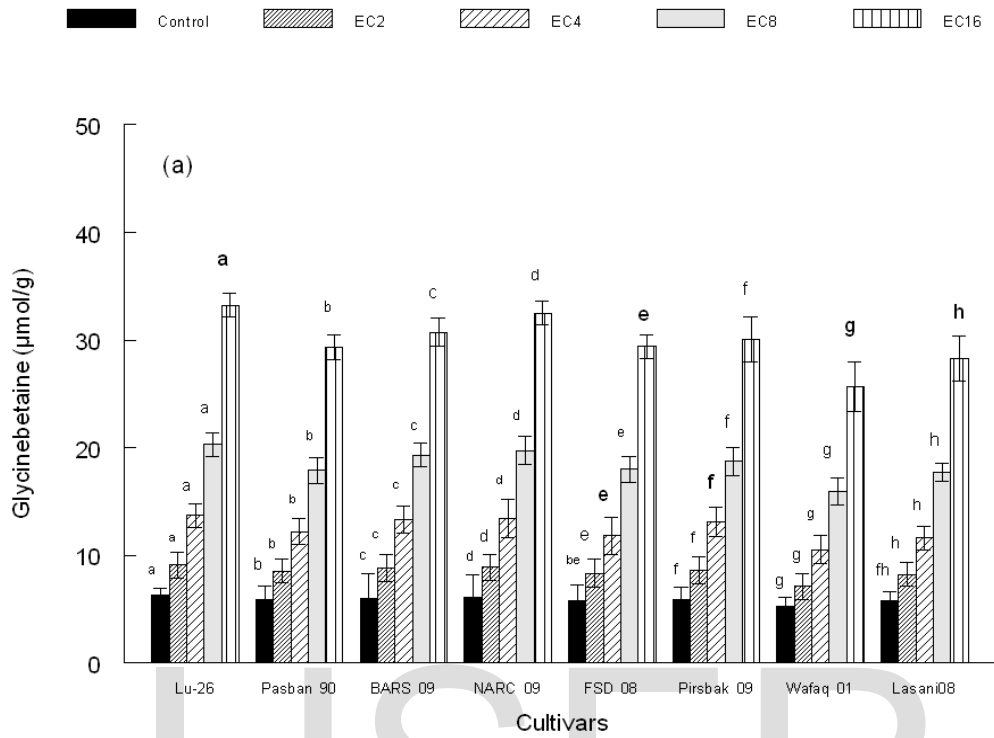 Control EC2 EC4 EC8 EC16
50
(a)
40
30
20
10
0
Glycinebetaine (µmol/g)
a a a a a
b b b b b
c c c c c
d d d d d
be e e e e
f f f f f
g g g g g
fh h h h h
Lu-26 Pasban 90 BARS 09 NARC 09 FSD 08 Pirsbak 09 Wafaq 01 Lasani08
Cultivars